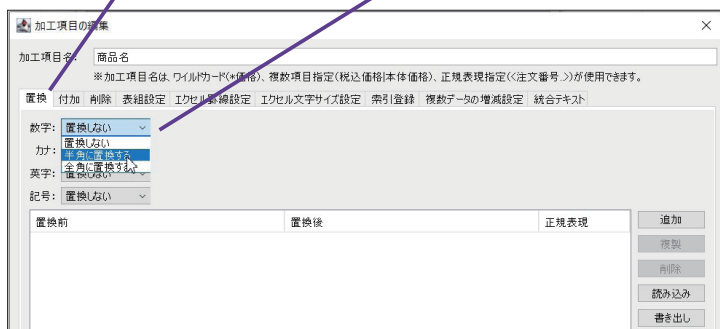 加工項目の編集
加工項目名: 商品名
※加工項目名は、ワイルドカード(*価格)、複数項目指定(税込価格|本体価格)、正規表現指定(<注文番号.>)が使用できます。
置換 付加 削除 表組設定 エクセル罫線設定 エクセル文字サイズ設定 索引登録 複数データの増減設定 統合テキスト
数字: 置換しない
置換しない
カナ: 半角に置換する
全角に置換する
英字: 置換しない
記号: 置換しない
置換前 置換後 正規表現 追加
複製
削除
読み込み
書き出し